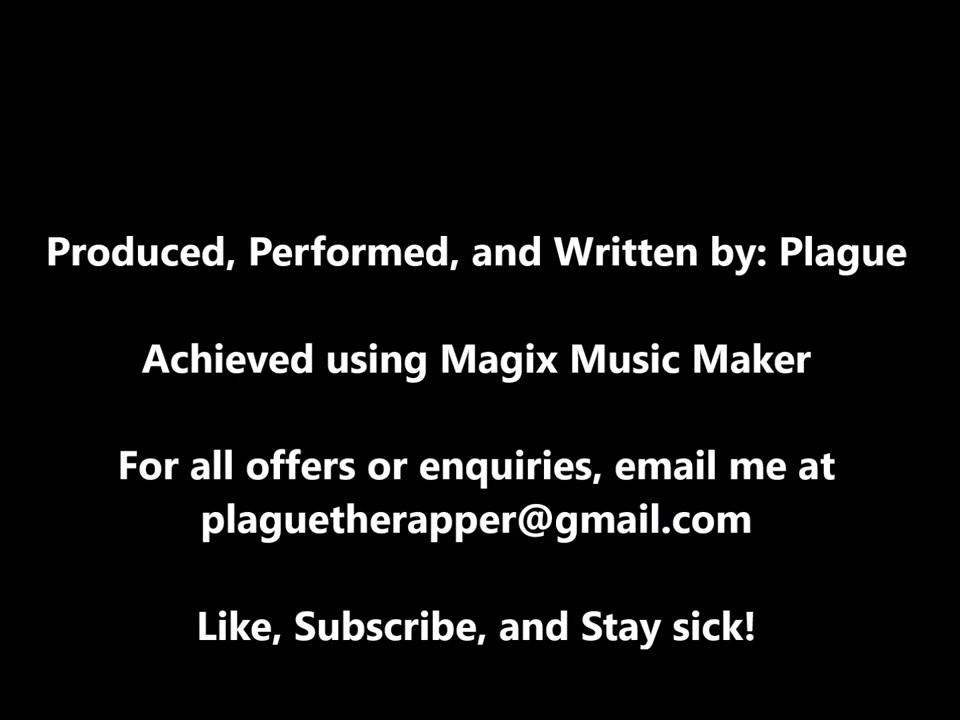 Produced, Performed, and Written by: Plague
Achieved using Magix Music Maker
For all offers or enquiries, email me at
plaguetherapper@gmail.com
Like, Subscribe, and Stay sick!